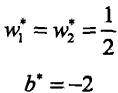 w₁* = w₂* = 1/2
b* = −2